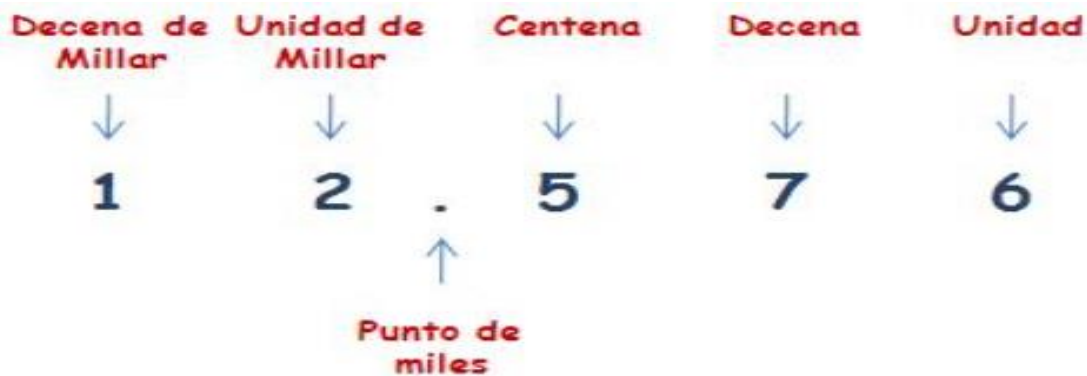 Decena de Millar
Unidad de Millar
Centena
Decena
Unidad
1 2 . 5 7 6
Punto de
miles